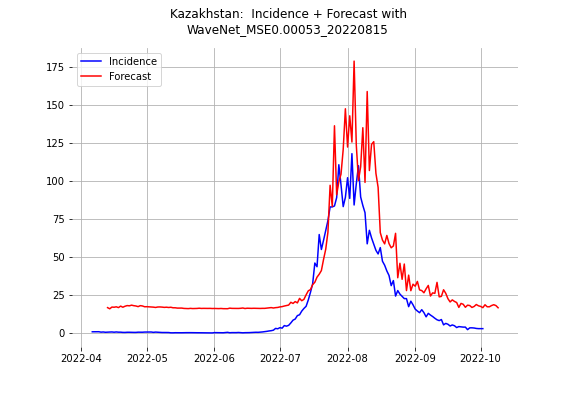 Kazakhstan:  Incidence + Forecast with
WaveNet_MSE0.00053_20220815
Incidence
Forecast
175
150
125
100
75
50
25
0
2022-04 2022-05 2022-06 2022-07 2022-08 2022-09 2022-10